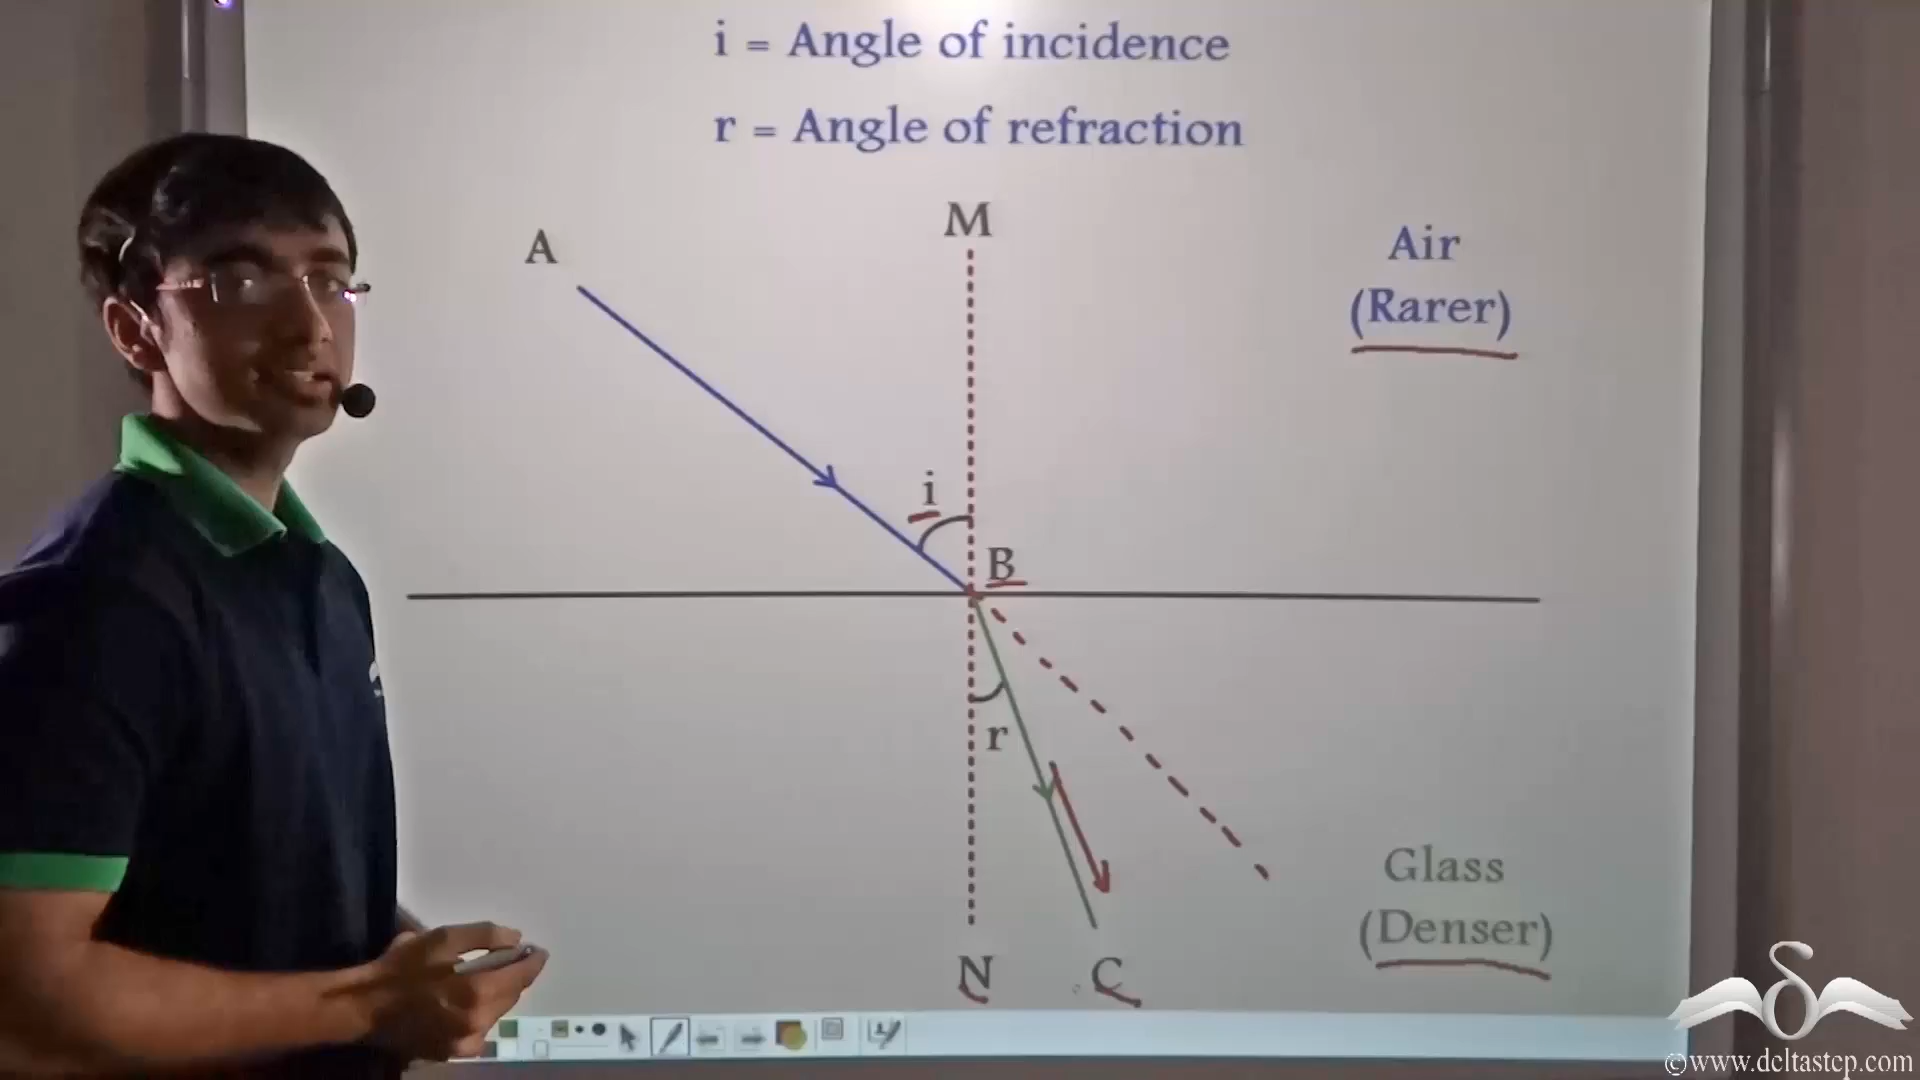 i = Angle of incidence
r = Angle of refraction
M
A
Air
(Rarer)
i
B
r
Glass
(Denser)
N
C
©www.deltastep.com